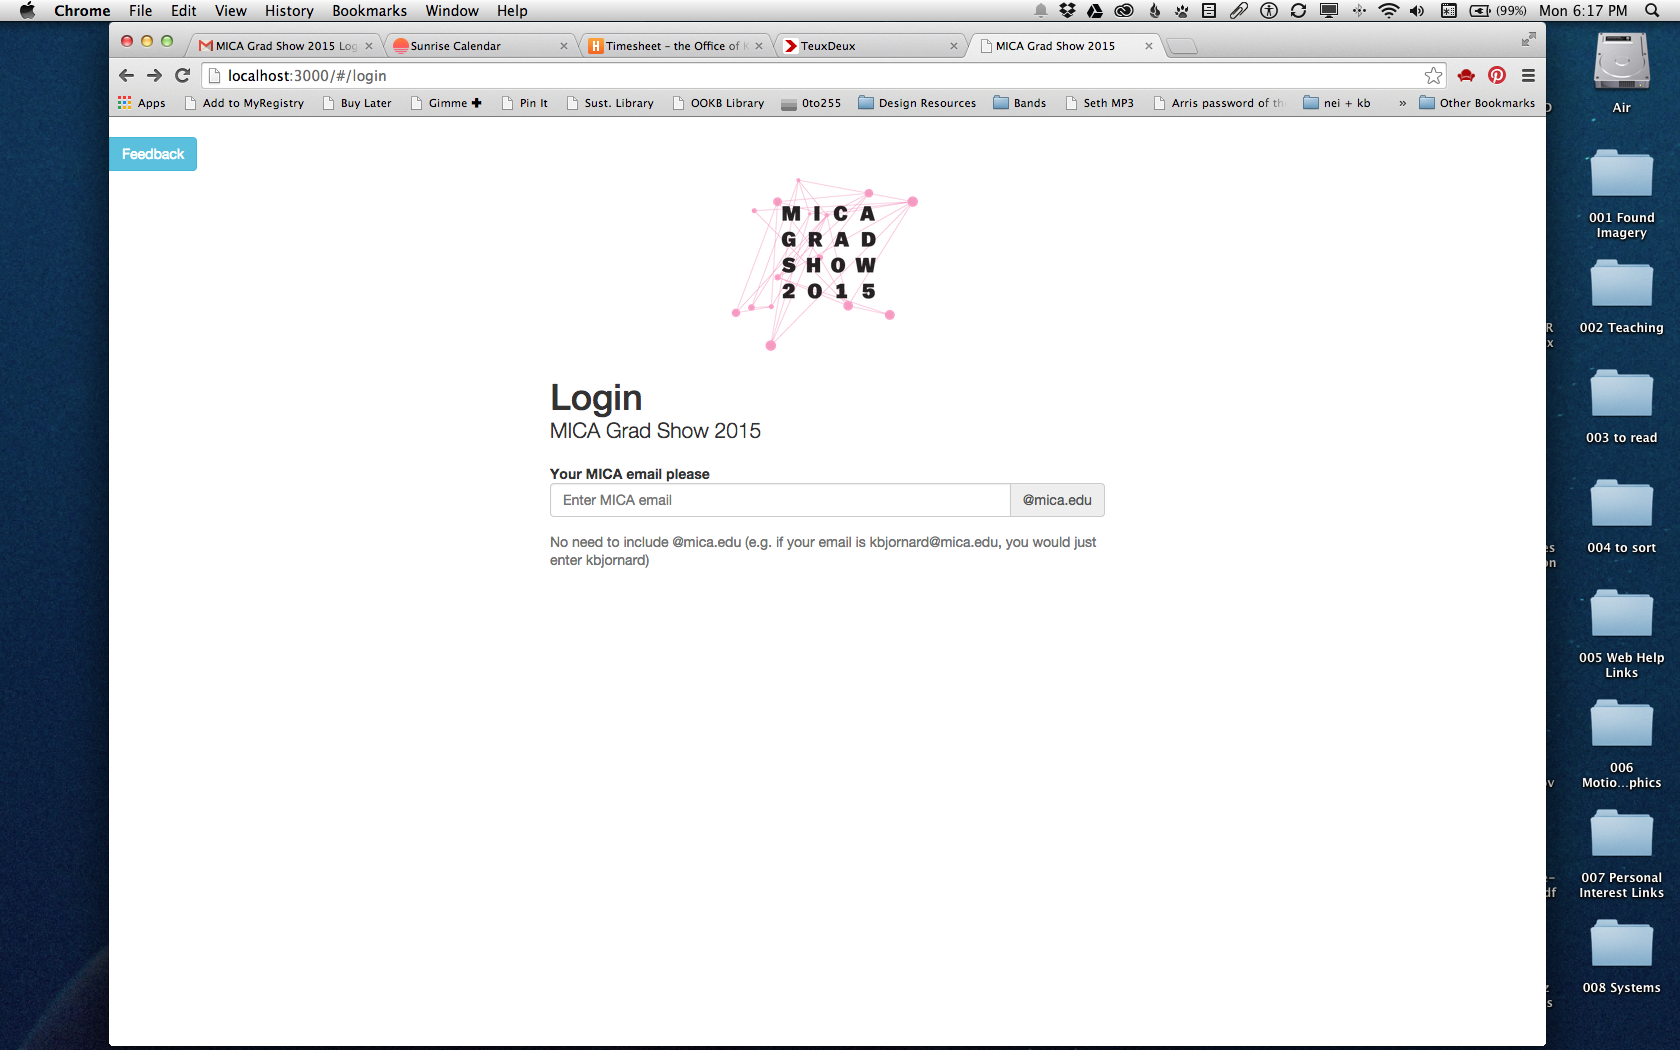 Chrome File Edit View History Bookmarks Window Help (99%) Mon 6:17 PM
MICA Grad Show 2015 Log Sunrise Calendar Timesheet – the Office of K TeuxDeux MICA Grad Show 2015
localhost:3000/#/login
Apps Add to MyRegistry Buy Later Gimme ✚ Pin It Sust. Library OOKB Library 0to255 Design Resources Bands Seth MP3 Arris password of th nei + kb » Other Bookmarks
Feedback
MICA
GRAD
SHOW
2015
Login
MICA Grad Show 2015
Your MICA email please
Enter MICA email @mica.edu
No need to include @mica.edu (e.g. if your email is kbjornard@mica.edu, you would just
enter kbjornard)
Air
001 Found
Imagery
002 Teaching
003 to read
004 to sort
005 Web Help
Links
006
Motio...phics
007 Personal
Interest Links
008 Systems